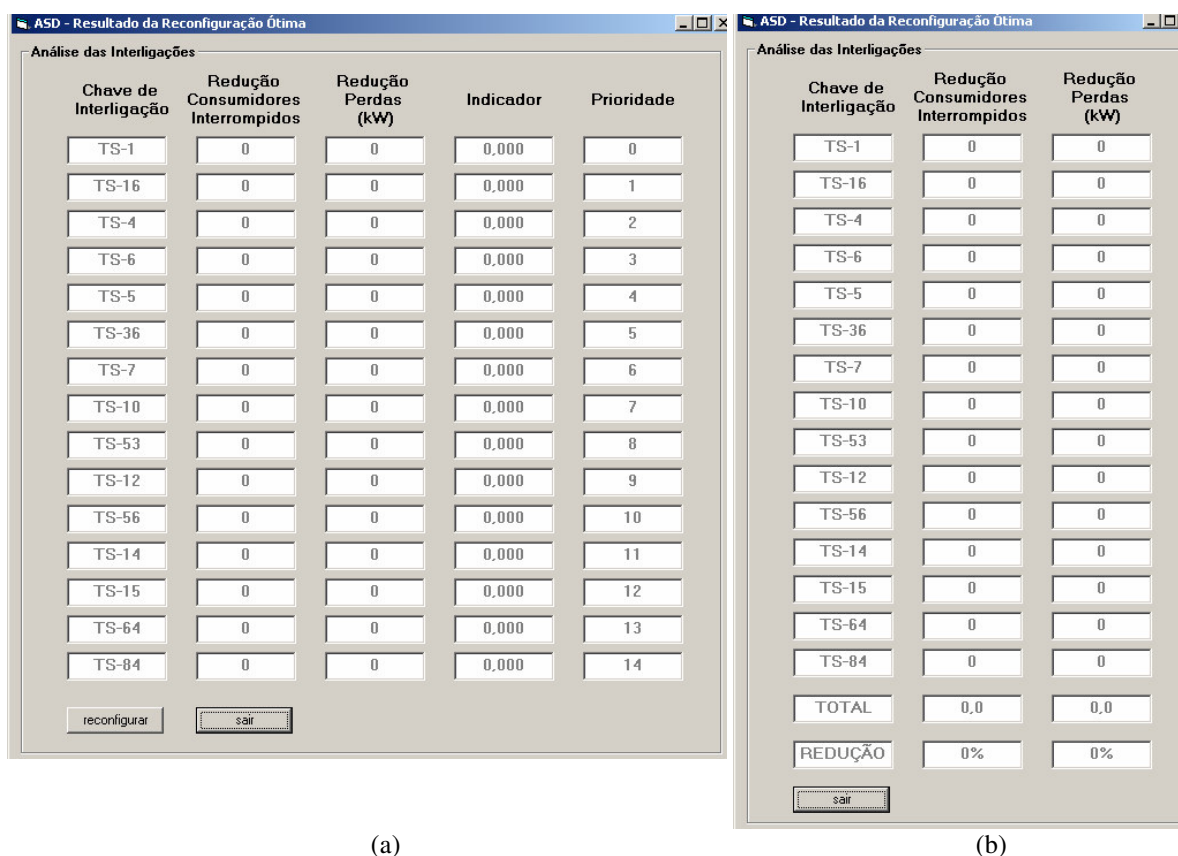 ASD - Resultado da Reconfiguração Ótima
Análise das Interligações
Chave de Interligação Redução Consumidores Interrompidos Redução Perdas (kW) Indicador Prioridade
TS-1 0 0 0,000 0
TS-16 0 0 0,000 1
TS-4 0 0 0,000 2
TS-6 0 0 0,000 3
TS-5 0 0 0,000 4
TS-36 0 0 0,000 5
TS-7 0 0 0,000 6
TS-10 0 0 0,000 7
TS-53 0 0 0,000 8
TS-12 0 0 0,000 9
TS-56 0 0 0,000 10
TS-14 0 0 0,000 11
TS-15 0 0 0,000 12
TS-64 0 0 0,000 13
TS-84 0 0 0,000 14
reconfigurar sair
(a)
ASD - Resultado da Reconfiguração Ótima
Análise das Interligações
Chave de Interligação Redução Consumidores Interrompidos Redução Perdas (kW)
TS-1 0 0
TS-16 0 0
TS-4 0 0
TS-6 0 0
TS-5 0 0
TS-36 0 0
TS-7 0 0
TS-10 0 0
TS-53 0 0
TS-12 0 0
TS-56 0 0
TS-14 0 0
TS-15 0 0
TS-64 0 0
TS-84 0 0
TOTAL 0,0 0,0
REDUÇÃO 0% 0%
sair
(b)